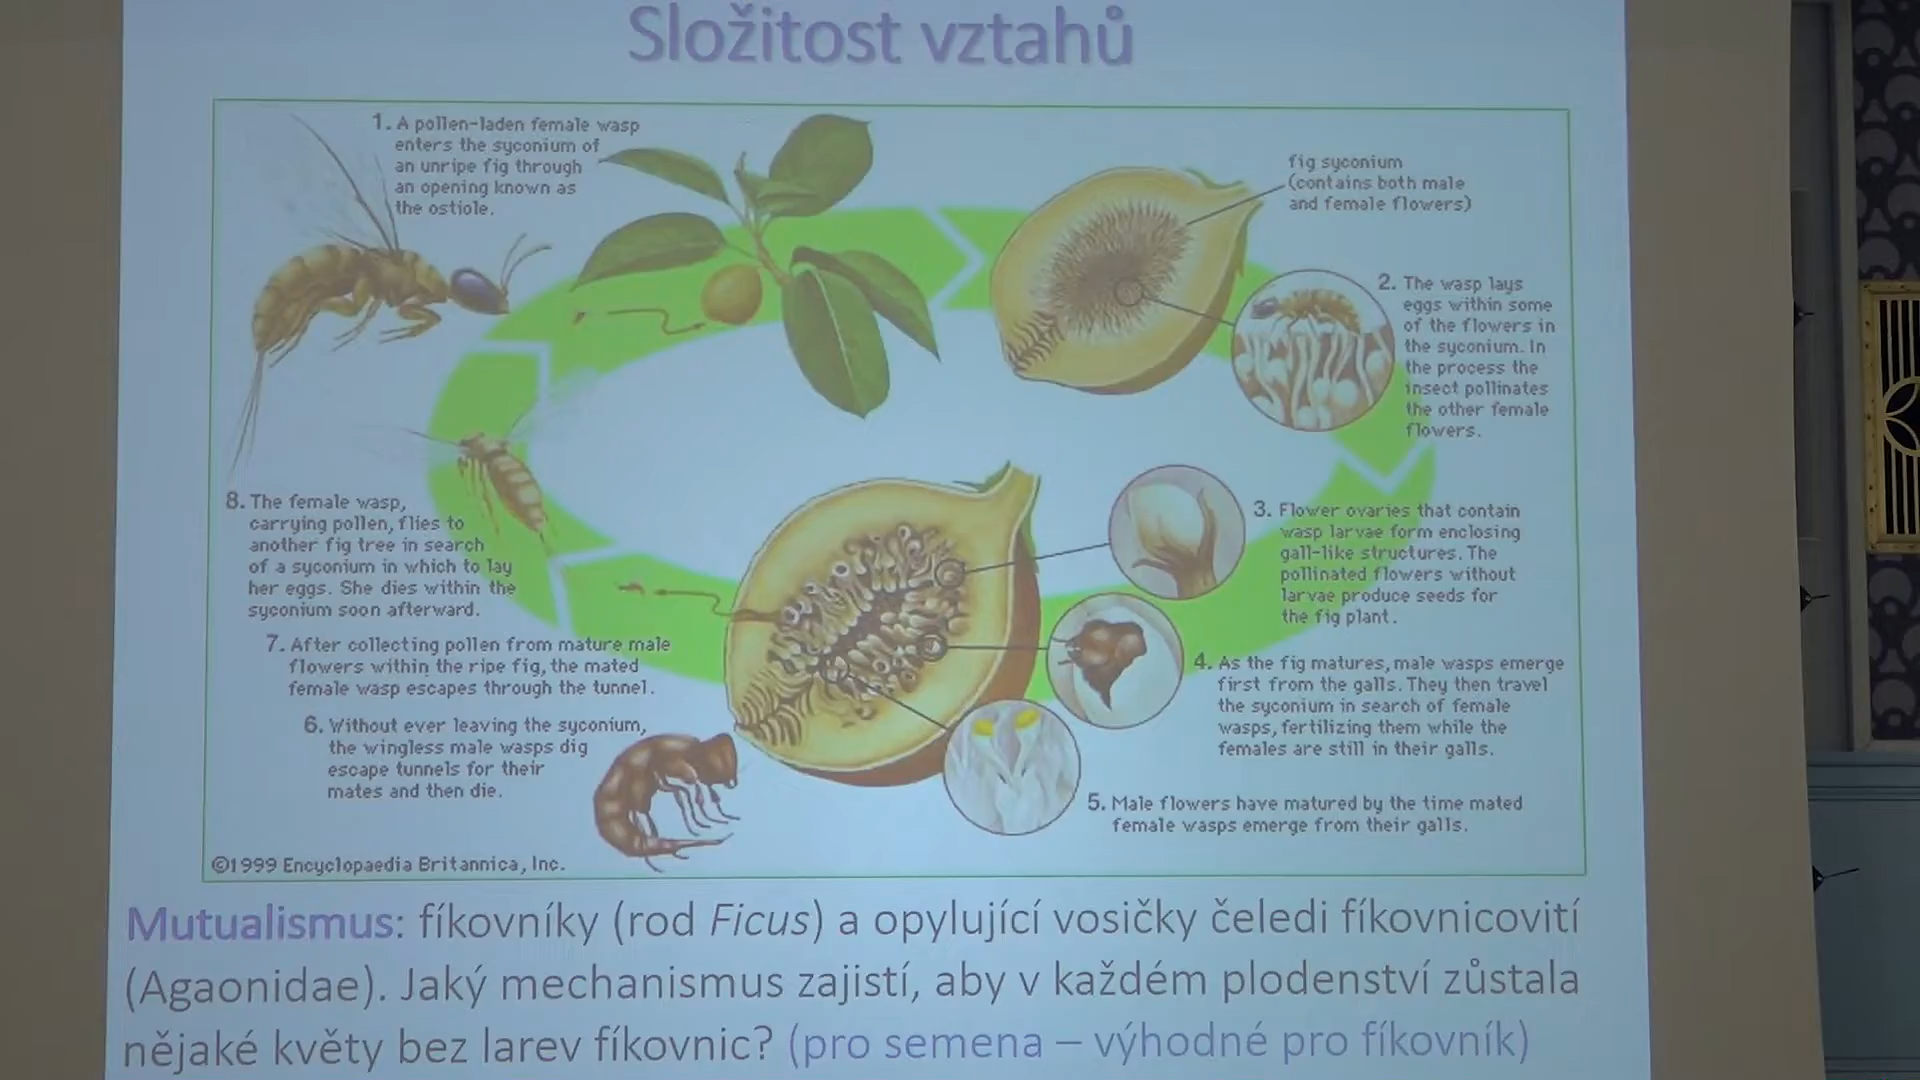 Složitost vztahů
1. A pollen-laden female wasp
enters the syconium of
an unripe fig through
an opening known as
the ostiole.
fig syconium
(contains both male
and female flowers)
2. The wasp lays
eggs within some
of the flowers in
the syconium. In
the process the
insect pollinates
the other female
flowers.
3. Flower ovaries that contain
wasp larvae form enclosing
gall-like structures. The
pollinated flowers without
larvae produce seeds for
the fig plant.
4. As the fig matures, male wasps emerge
first from the galls. They then travel
the syconium in search of female
wasps, fertilizing them while the
females are still in their galls.
5. Male flowers have matured by the time mated
female wasps emerge from their galls.
6. Without ever leaving the syconium,
the wingless male wasps dig
escape tunnels for their
mates and then die.
7. After collecting pollen from mature male
flowers within the ripe fig, the mated
female wasp escapes through the tunnel.
8. The female wasp,
carrying pollen, flies to
another fig tree in search
of a syconium in which to lay
her eggs. She dies within the
syconium soon afterward.
©1999 Encyclopaedia Britannica, Inc.
Mutualismus: fíkovníky (rod Ficus) a opylující vosičky čeledi fíkovnicovití
(Agaonidae). Jaký mechanismus zajistí, aby v každém plodenství zůstala
nějaké květy bez larev fíkovnic? (pro semena – výhodné pro fíkovník)